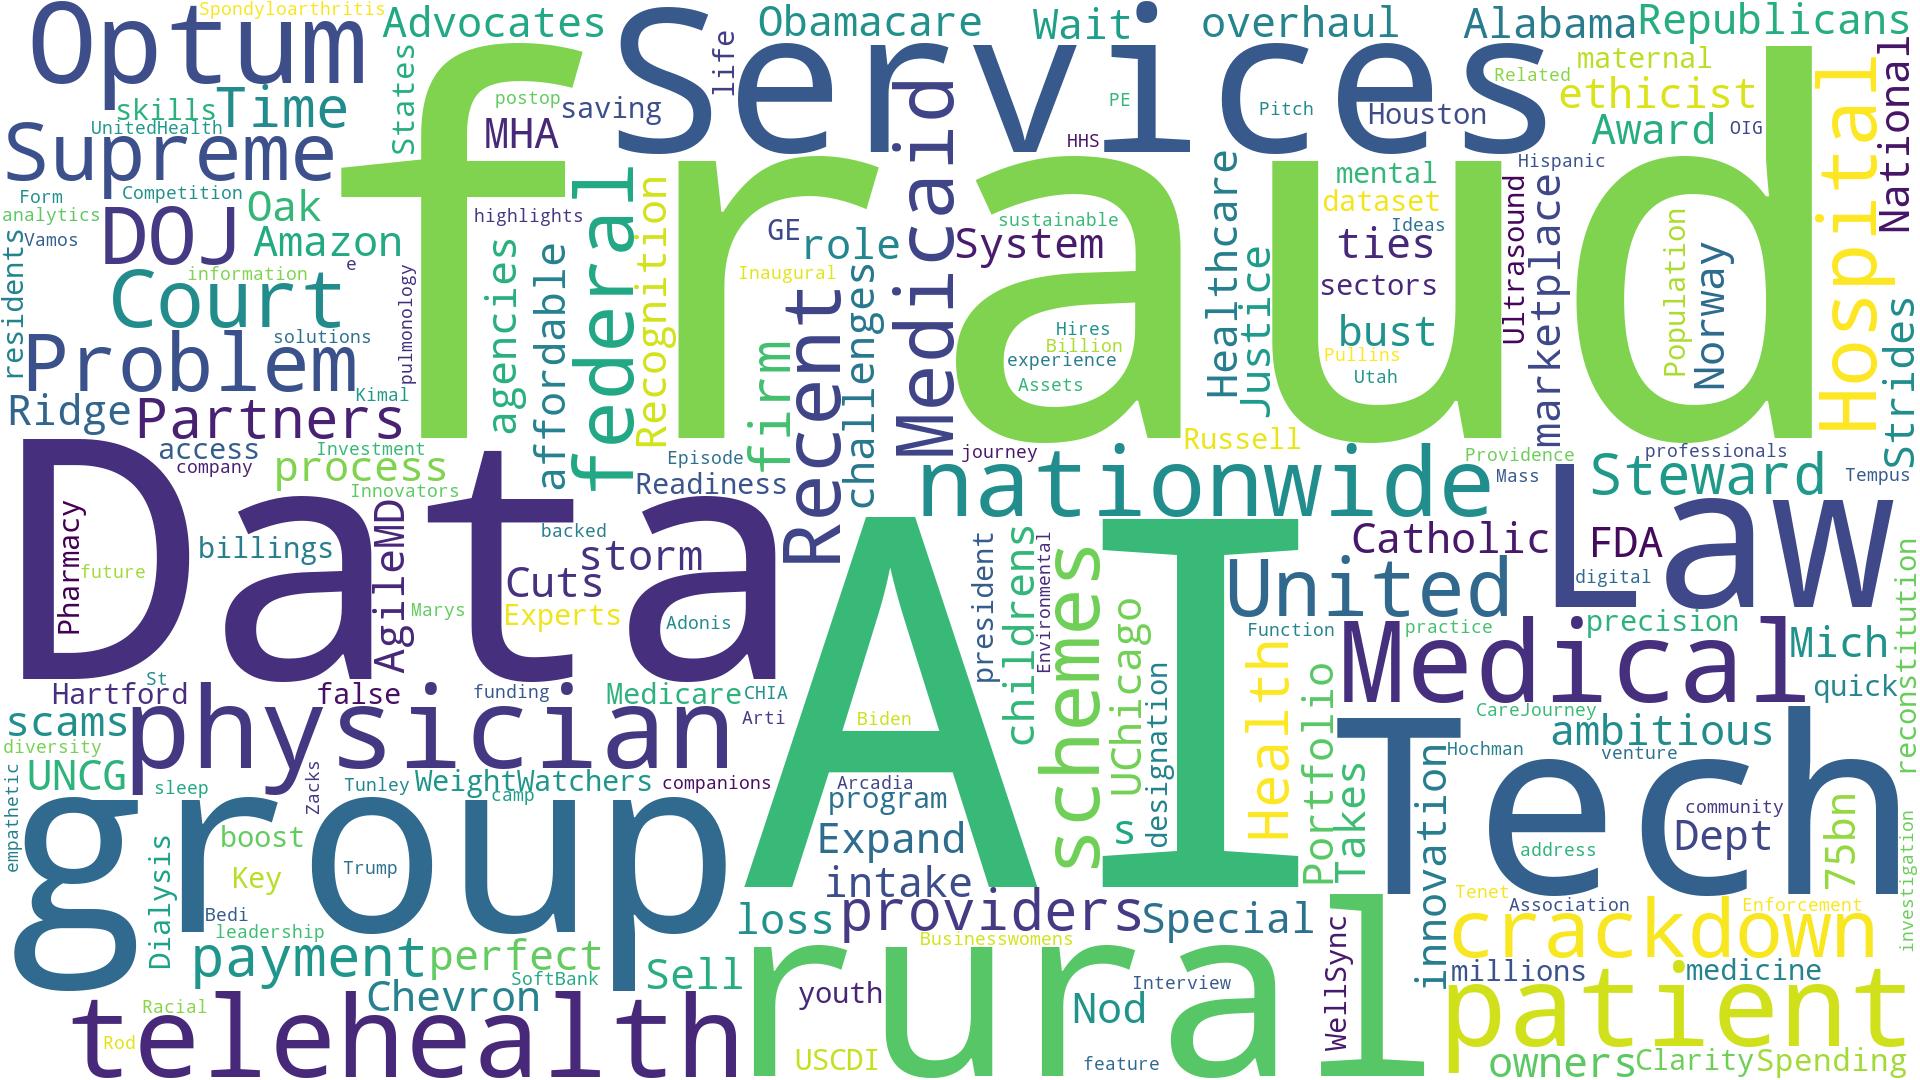 Spondyloarthritis
Optum
Advocates
Services
Obamacare
Wait
overhaul
Alabama
Republicans
States
life
National
Related
maternal
skills
Time
postop
saving
PE
Pitch
Houston
ethicist
Hospital
UnitedHealth
MHA
HHS
Award
OIG
Supreme
fraud
Medicaid
Healthcare
mental
Hispanic
Form
Competition
federal
Recognition
Ultrasound
marketplace
analytics
DOJ
Oak
highlights
GE
role
sustainable
dataset
Ideas
Population
Vamos
Amazon
agencies
affordable
System
ties
Norway
residents
information
e
pulmonology
Inaugural
challenges
Justice
sectors
Court
Recent
Hires
bust
Strides
Problem
solutions
firm
Billion
experience
Pullins
Utah
Assets
Kimal
Ridge
Partners
Russell
access
Investment
journey
Providence
professionals
company
process
Episode
nationwide
Mass
Steward
Tempus
Innovators
Readiness
Data
Law
Pharmacy
billings
AgileMD
backed
storm
AI
president
childrens
Environmental
schemes
Catholic
FDA
reconstitution
future
Cuts
United
digital
Marys
Experts
Adonis
UChicago
Function
practice
precision
Medical
Mich
St
Hartford
false
funding
Medicare
CHIA
designation
Health
Portfolio
quick
scams
physician
Arti
Biden
CareJourney
ambitious
diversity
Tech
innovation
Hochman
venture
UNCG
sleep
Zacks
Tunley
WeightWatchers
camp
companions
Arcadia
program
Takes
empathetic
group
s
community
Dept
75bn
Dialysis
boost
Expand
address
investigation
Key
Trump
intake
Tenet
Association
Enforcement
Bedi
leadership
loss
providers
Special
WellSync
crackdown
payment
perfect
Businesswomens
rural
SoftBank
Sell
Interview
millions
medicine
Chevron
youth
Nod
patient
Racial
telehealth
Rod
USCDI
feature
owners
Clarity
Spending